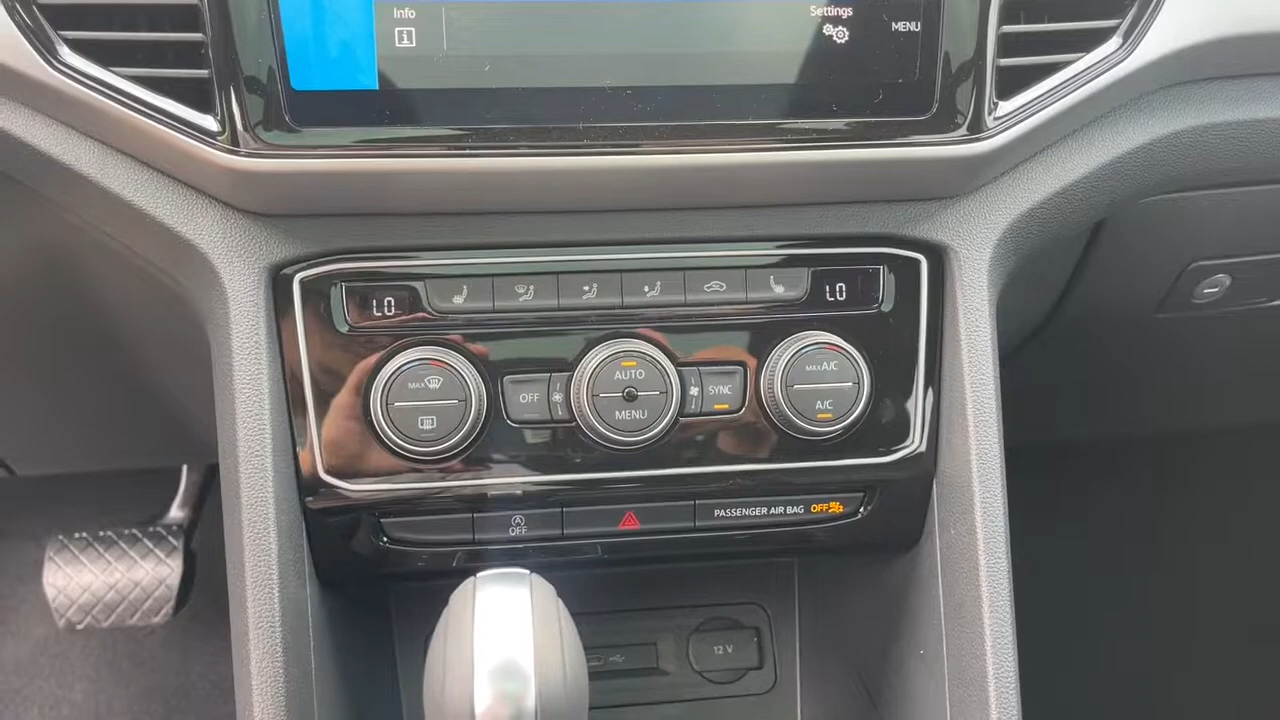 Info
Settings
MENU
LO
LO
MAX
OFF
AUTO
MENU
SYNC
MAX A/C
A/C
A
OFF
PASSENGER AIR BAG OFF
12 V